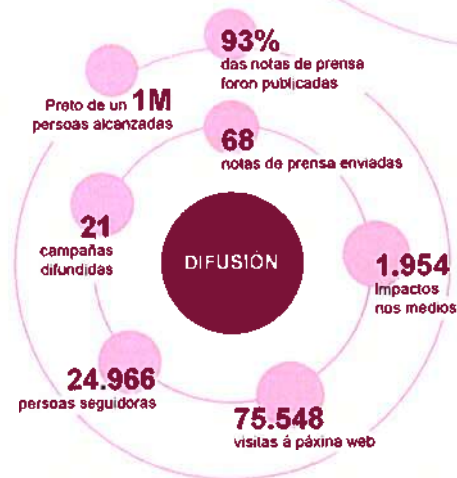 93%
das notas de prensa
foron publicadas
Preto de un 1M
persoas alcanzadas
68
notas de prensa enviadas
21
campañas
difundidas
DIFUSIÓN
1.954
Impactos
nos medios
24.966
persoas seguidoras
75.548
visitas á páxina web